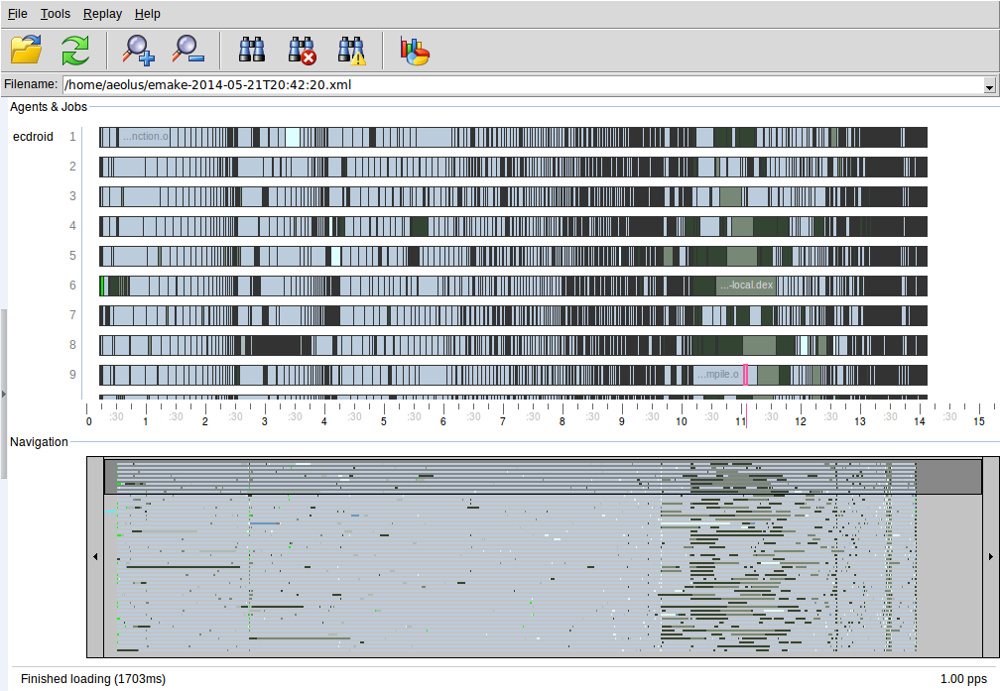 File Tools Replay Help
Filename: /home/aeolus/emake-2014-05-21T20:42:20.xml
Agents & Jobs
ecdroid 1 ...nction.o
2
3
4
5
6 ...-local.dex
7
8
9 ...mpile.o
0 :30 1 :30 2 :30 3 :30 4 :30 5 :30 6 :30 7 :30 8 :30 9 :30 10 :30 11 :30 12 :30 13 :30 14 :30 15
Navigation
Finished loading (1703ms) 1.00 pps